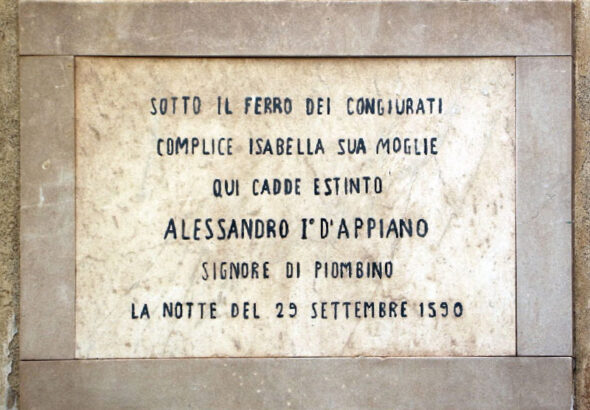 SOTTO IL FERRO DEI CONGIURATI
COMPLICE ISABELLA SUA MOGLIE
QUI CADDE ESTINTO
ALESSANDRO I° D'APPIANO
SIGNORE DI PIOMBINO
LA NOTTE DEL 29 SETTEMBRE 1590